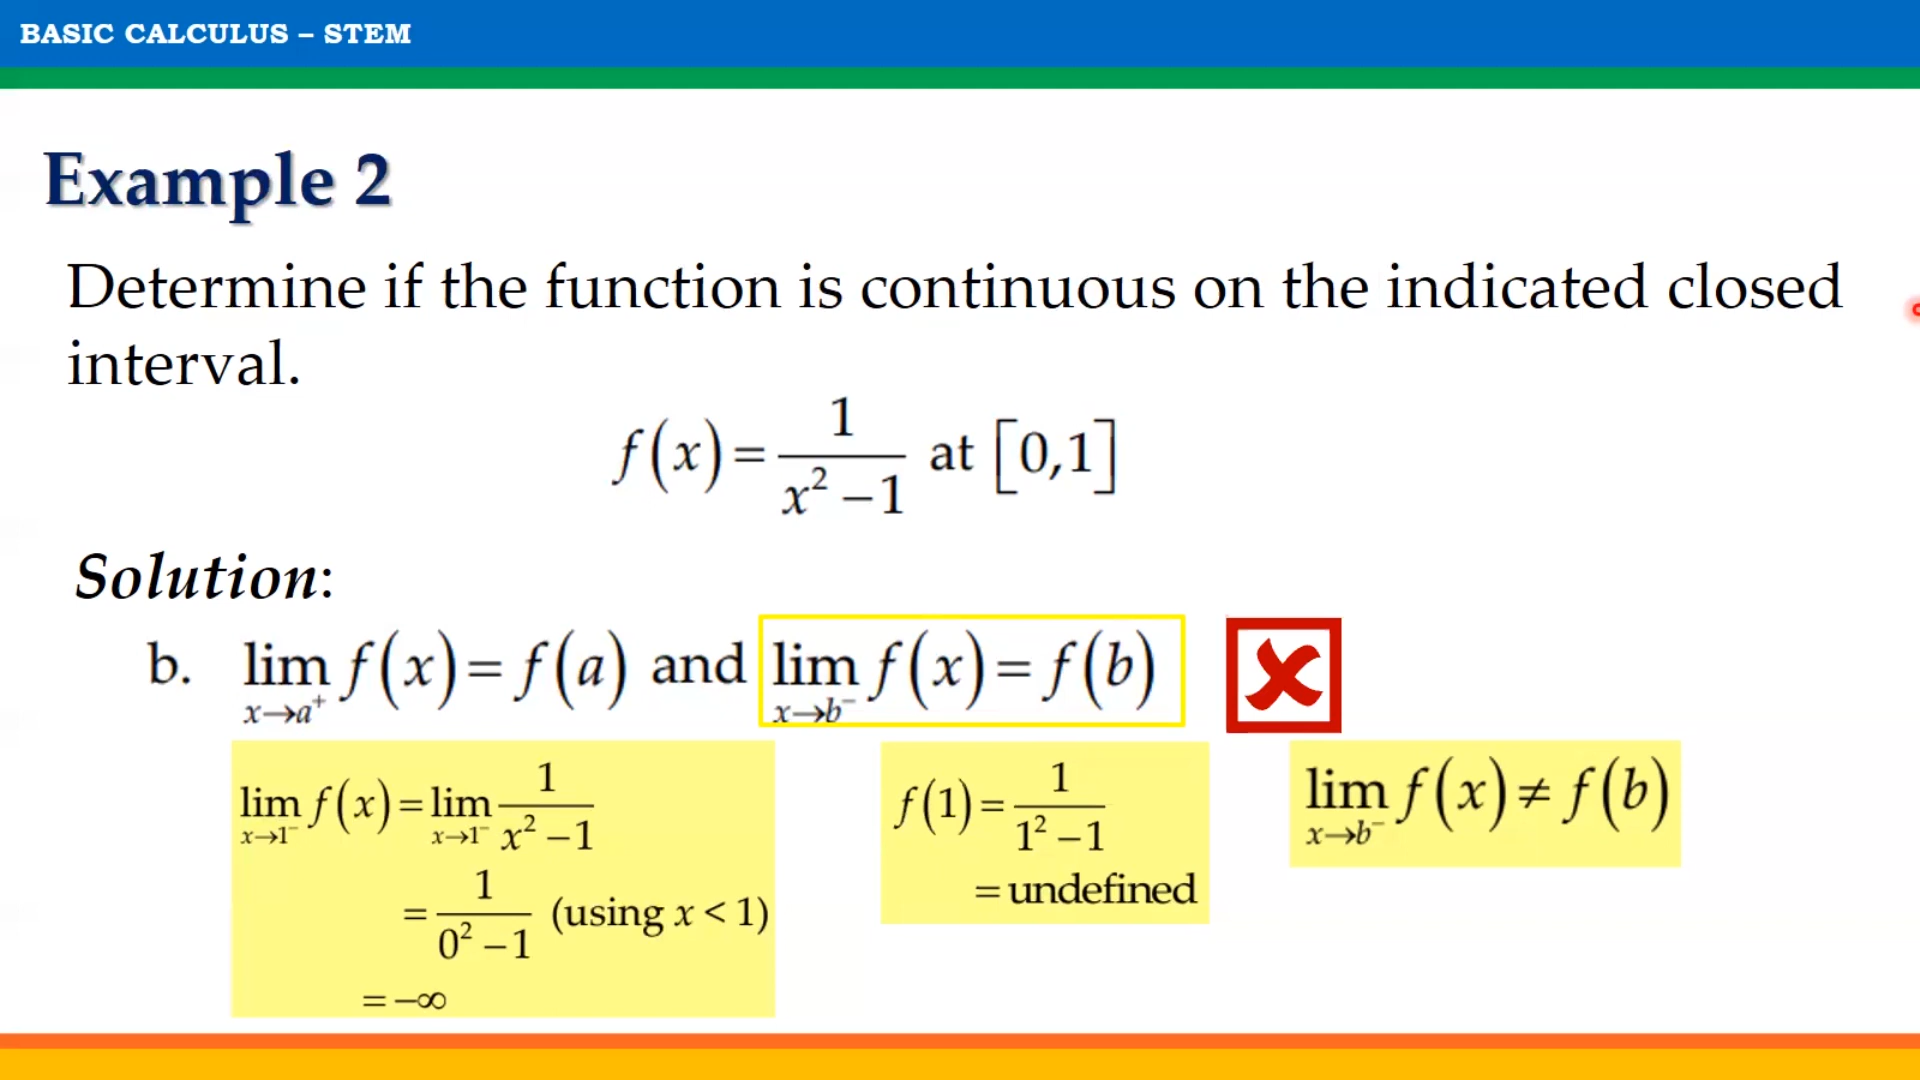 BASIC CALCULUS – STEM
Example 2
Determine if the function is continuous on the indicated closed
interval.
f(x) = 1/(x² − 1) at [0,1]
Solution:
b. lim x→a⁺ f(x) = f(a) and lim x→b⁻ f(x) = f(b)
lim x→1⁻ f(x) = lim x→1⁻ 1/(x² − 1)
= 1/(0² − 1) (using x < 1)
= −∞
f(1) = 1/(1² − 1)
= undefined
lim x→b⁻ f(x) ≠ f(b)